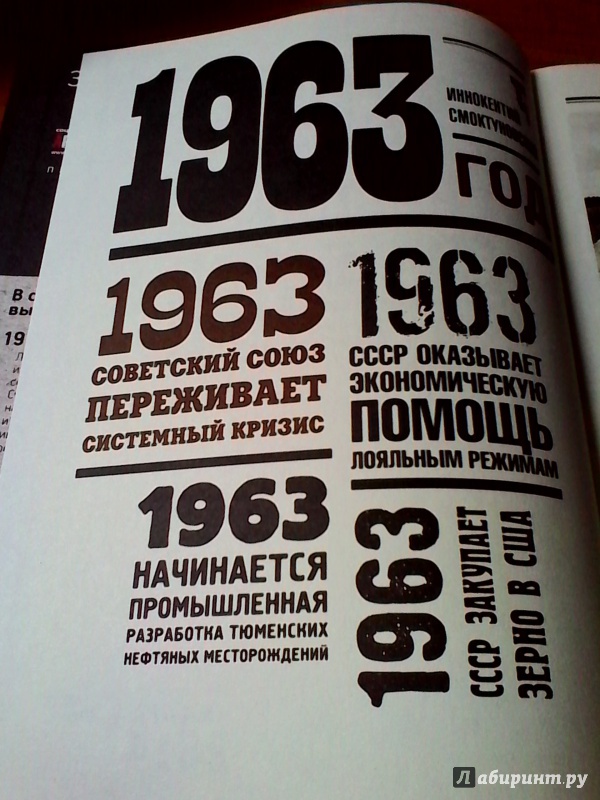 1963
ИННОКЕНТИЙ
ГОД
1963
СОВЕТСКИЙ СОЮЗ
ПЕРЕЖИВАЕТ
СИСТЕМНЫЙ КРИЗИС
1963
СССР ОКАЗЫВАЕТ
ЭКОНОМИЧЕСКУЮ
ПОМОЩЬ
ЛОЯЛЬНЫМ РЕЖИМАМ
1963
НАЧИНАЕТСЯ
ПРОМЫШЛЕННАЯ
РАЗРАБОТКА ТЮМЕНСКИХ
НЕФТЯНЫХ МЕСТОРОЖДЕНИЙ
1963
СССР ЗАКУПАЕТ
ЗЕРНО В США
Лабиринт.ру